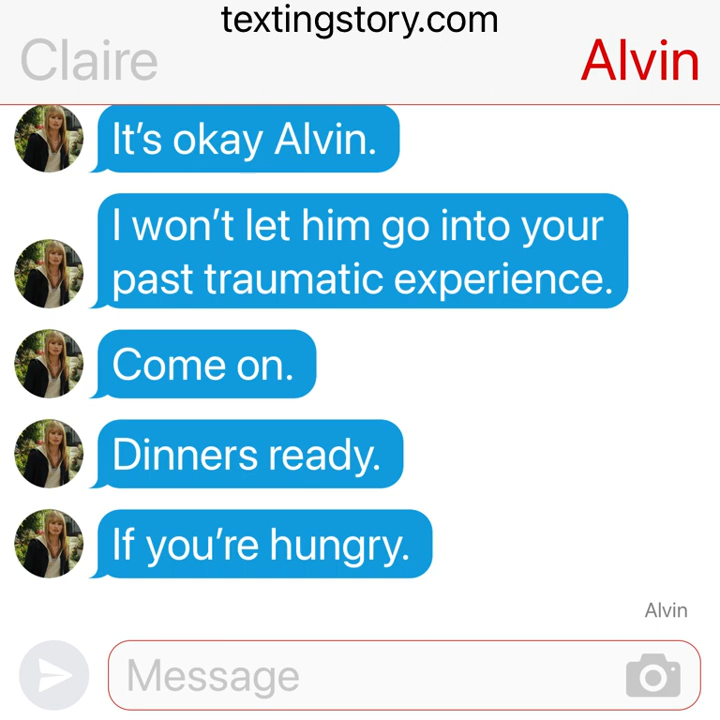 textingstory.com
Claire
Alvin
It’s okay Alvin.
I won’t let him go into your
past traumatic experience.
Come on.
Dinners ready.
If you’re hungry.
Alvin
Message